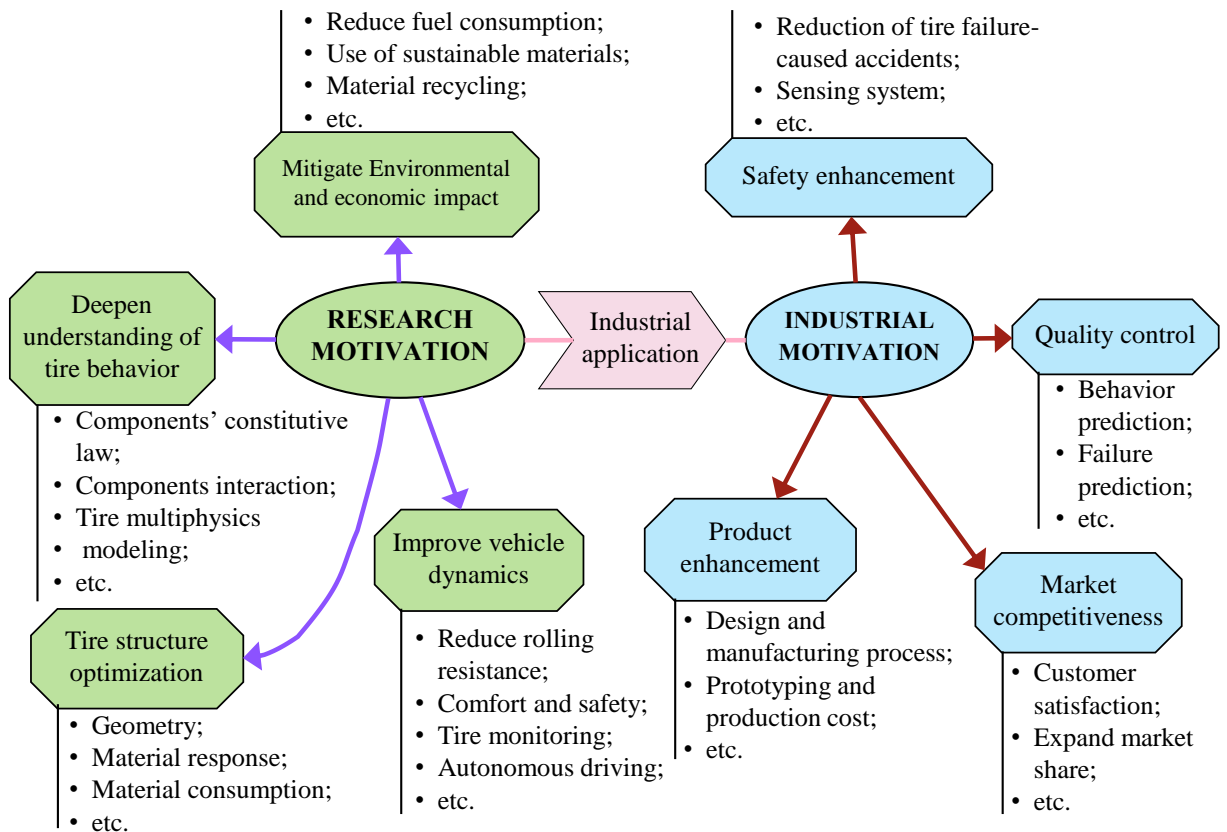 • Reduce fuel consumption;
• Use of sustainable materials;
• Material recycling;
• etc.
Mitigate Environmental
and economic impact
• Reduction of tire failure-
caused accidents;
• Sensing system;
• etc.
Safety enhancement
Deepen
understanding of
tire behavior
• Components’ constitutive
law;
• Components interaction;
• Tire multiphysics
• modeling;
• etc.
RESEARCH
MOTIVATION
Industrial
application
INDUSTRIAL
MOTIVATION
Quality control
• Behavior
prediction;
• Failure
prediction;
• etc.
Tire structure
optimization
• Geometry;
• Material response;
• Material consumption;
• etc.
Improve vehicle
dynamics
• Reduce rolling
resistance;
• Comfort and safety;
• Tire monitoring;
• Autonomous driving;
• etc.
Product
enhancement
• Design and
manufacturing process;
• Prototyping and
production cost;
• etc.
Market
competitiveness
• Customer
satisfaction;
• Expand market
share;
• etc.